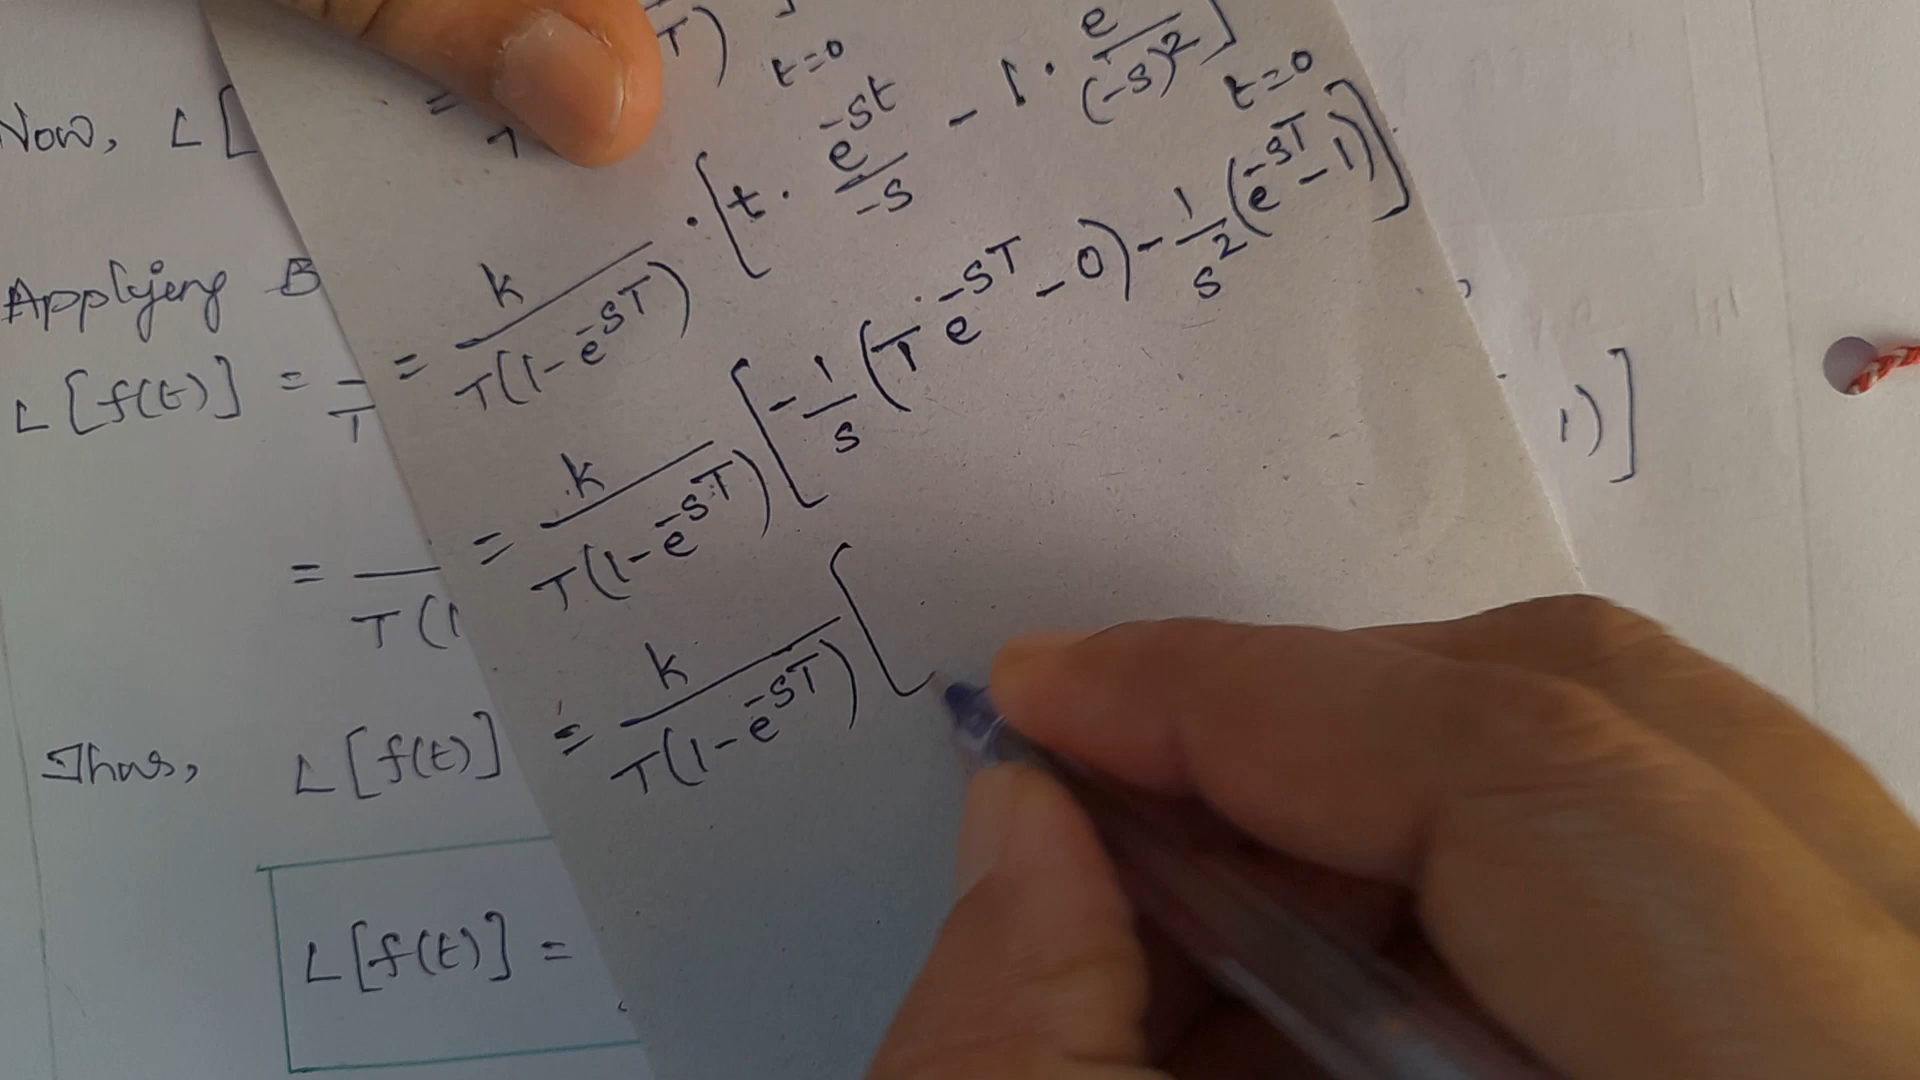 T) ] t=0
Now, L[
= T
= k/T(1-e^-sT) · [t · e^-st/-s - 1 · e/(-s)^2] t=0
Applying B
L[f(t)] = T
= k/T(1-e^-sT) [-1/s (T e^-sT - 0) - 1/s^2 (e^-sT - 1)]
1)]
= T(1
= k/T(1-e^-sT) [
Thus, L[f(t)]
L[f(t)] =